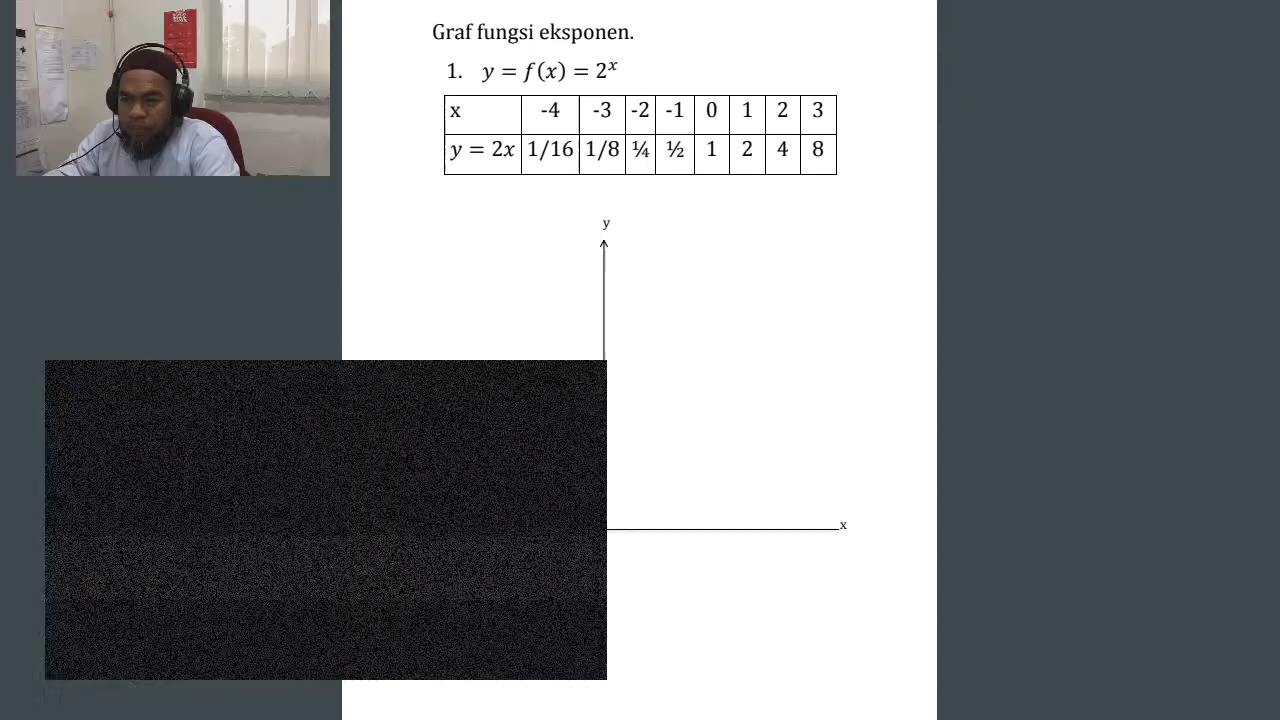 Graf fungsi eksponen.
1. y = f(x) = 2ˣ
x -4 -3 -2 -1 0 1 2 3
y = 2x 1/16 1/8 ¼ ½ 1 2 4 8
y
x